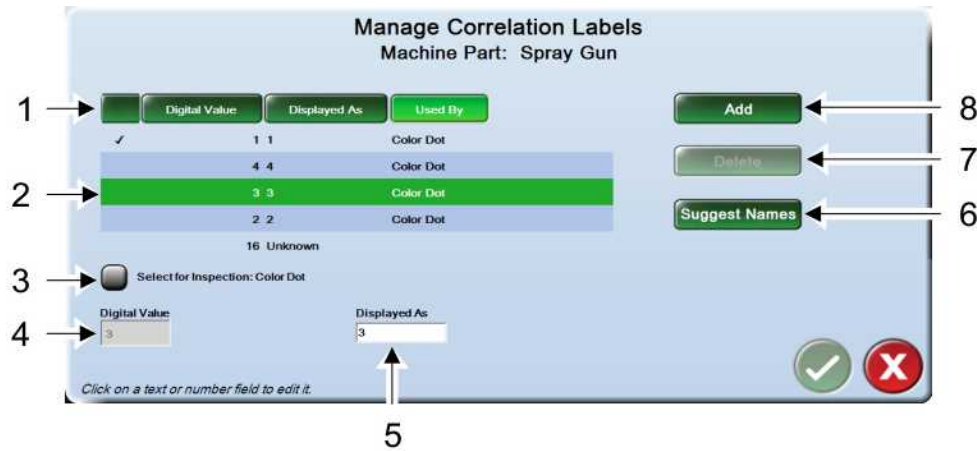 Manage Correlation Labels
Machine Part: Spray Gun
1
Digital Value Displayed As Used By
Add
8
✓ 1 1 Color Dot
4 4 Color Dot
Delete
7
2
3 3 Color Dot
2 2 Color Dot
Suggest Names
6
16 Unknown
3
Select for Inspection: Color Dot
Digital Value Displayed As
4
3 3
Click on a text or number field to edit it.
5